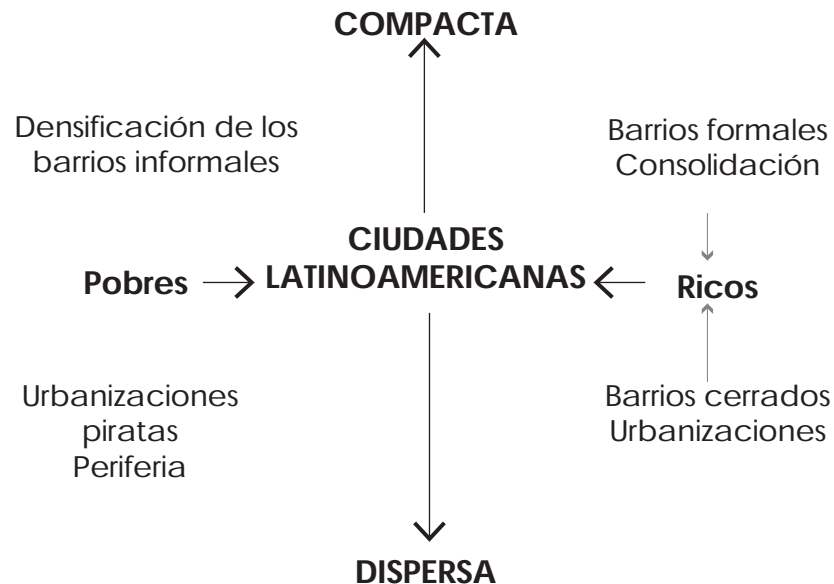 COMPACTA
Densificación de los
barrios informales
Barrios formales
Consolidación
CIUDADES
LATINOAMERICANAS
Pobres
Ricos
Urbanizaciones
piratas
Periferia
Barrios cerrados
Urbanizaciones
DISPERSA